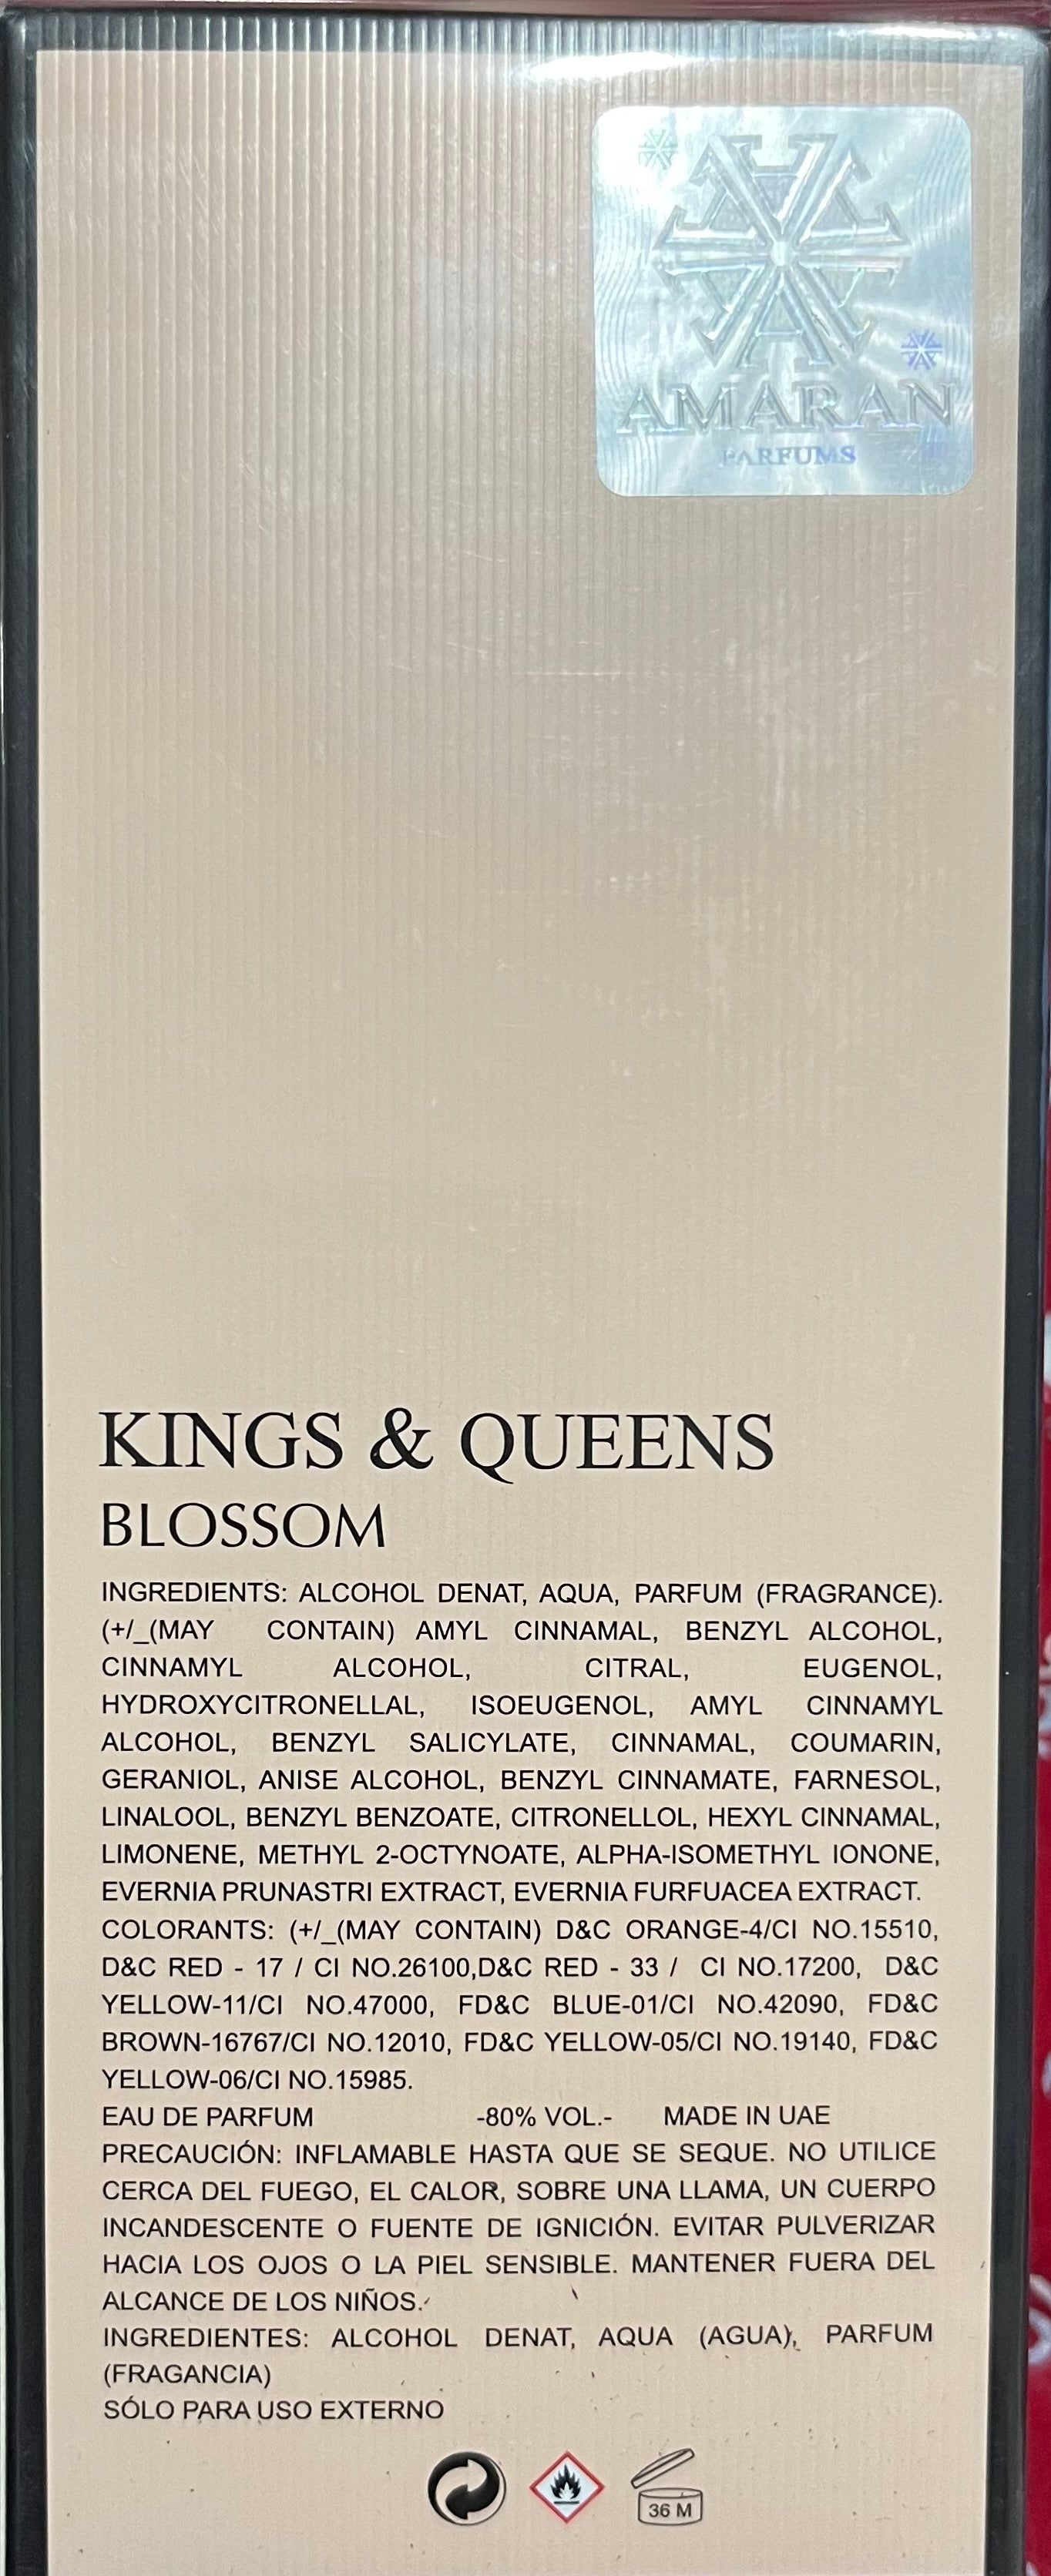 AMARAN
PARFUMS
KINGS & QUEENS
BLOSSOM
INGREDIENTS: ALCOHOL DENAT, AQUA, PARFUM (FRAGRANCE).
(+/_(MAY CONTAIN) AMYL CINNAMAL, BENZYL ALCOHOL,
CINNAMYL ALCOHOL, CITRAL, EUGENOL,
HYDROXYCITRONELLAL, ISOEUGENOL, AMYL CINNAMYL
ALCOHOL, BENZYL SALICYLATE, CINNAMAL, COUMARIN,
GERANIOL, ANISE ALCOHOL, BENZYL CINNAMATE, FARNESOL,
LINALOOL, BENZYL BENZOATE, CITRONELLOL, HEXYL CINNAMAL,
LIMONENE, METHYL 2-OCTYNOATE, ALPHA-ISOMETHYL IONONE,
EVERNIA PRUNASTRI EXTRACT, EVERNIA FURFUACEA EXTRACT.
COLORANTS: (+/_(MAY CONTAIN) D&C ORANGE-4/CI NO.15510,
D&C RED - 17 / CI NO.26100,D&C RED - 33 / CI NO.17200, D&C
YELLOW-11/CI NO.47000, FD&C BLUE-01/CI NO.42090, FD&C
BROWN-16767/CI NO.12010, FD&C YELLOW-05/CI NO.19140, FD&C
YELLOW-06/CI NO.15985.
EAU DE PARFUM -80% VOL.- MADE IN UAE
PRECAUCIÓN: INFLAMABLE HASTA QUE SE SEQUE. NO UTILICE
CERCA DEL FUEGO, EL CALOR, SOBRE UNA LLAMA, UN CUERPO
INCANDESCENTE O FUENTE DE IGNICIÓN. EVITAR PULVERIZAR
HACIA LOS OJOS O LA PIEL SENSIBLE. MANTENER FUERA DEL
ALCANCE DE LOS NIÑOS.
INGREDIENTES: ALCOHOL DENAT, AQUA (AGUA), PARFUM
(FRAGANCIA)
SÓLO PARA USO EXTERNO
36 M